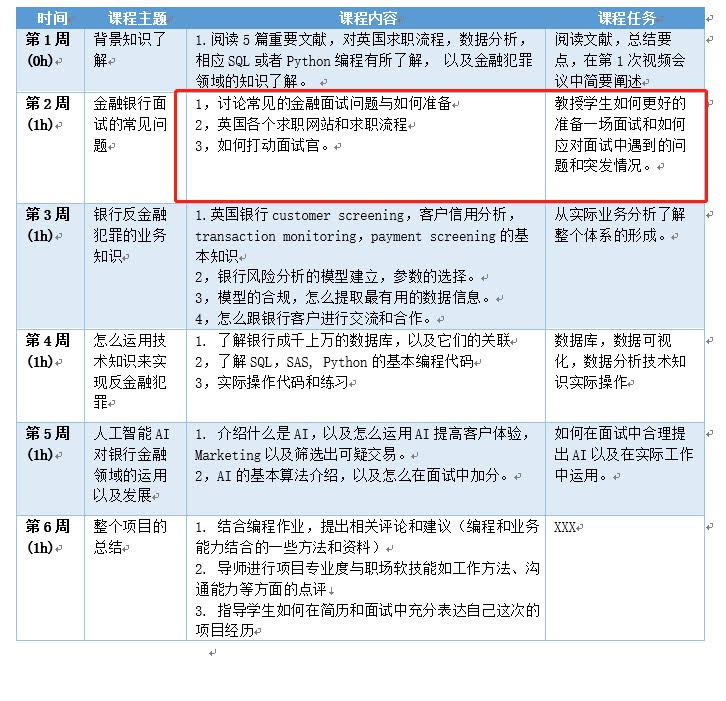 时间 课程主题 课程内容 课程任务
第 1 周
(0h)
背景知识了
解
1.阅读 5 篇重要文献，对英国求职流程，数据分析，
相应 SQL 或者 Python 编程有所了解， 以及金融犯罪
领域的知识了解。
阅读文献，总结要
点，在第 1 次视频会
议中简要阐述
第 2 周
(1h)
金融银行面
试的常见问
题
1，讨论常见的金融面试问题与如何准备
2，英国各个求职网站和求职流程
3，如何打动面试官。
教授学生如何更好的
准备一场面试和如何
应对面试中遇到的问
题和突发情况。
第 3 周
(1h)
银行反金融
犯罪的业务
知识
1.英国银行 customer screening，客户信用分析，
transaction monitoring，payment screening 的基
本知识
2，银行风险分析的模型建立，参数的选择。
3，模型的合规，怎么提取最有用的数据信息。
4，怎么跟银行客户进行交流和合作。
从实际业务分析了解
整个体系的形成。
第 4 周
(1h)
怎么运用技
术知识来实
现反金融犯
罪
1. 了解银行成千上万的数据库，以及它们的关联
2，了解 SQL，SAS, Python 的基本编程代码
3，实际操作代码和练习
数据库，数据可视
化，数据分析技术知
识实际操作
第 5 周
(1h)
人工智能 AI
对银行金融
领域的运用
以及发展
1. 介绍什么是 AI，以及怎么运用 AI 提高客户体验，
Marketing 以及筛选出可疑交易。
2，AI 的基本算法介绍，以及怎么在面试中加分。
如何在面试中合理提
出 AI 以及在实际工作
中运用。
第 6 周
(1h)
整个项目的
总结
1. 结合编程作业，提出相关评论和建议（编程和业务
能力结合的一些方法和资料）
2. 导师进行项目专业度与职场软技能如工作方法、沟
通能力等方面的点评
3. 指导学生如何在简历和面试中充分表达自己这次的
项目经历
XXX